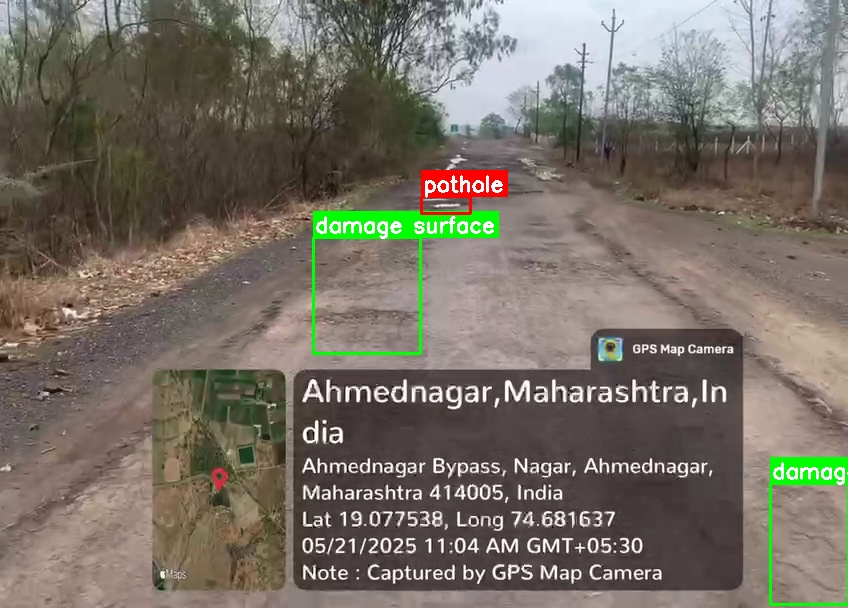 pothole
damage surface
GPS Map Camera
Ahmednagar,Maharashtra,In
dia
Ahmednagar Bypass, Nagar, Ahmednagar,
Maharashtra 414005, India
Lat 19.077538, Long 74.681637
05/21/2025 11:04 AM GMT+05:30
Note : Captured by GPS Map Camera
damag
Maps